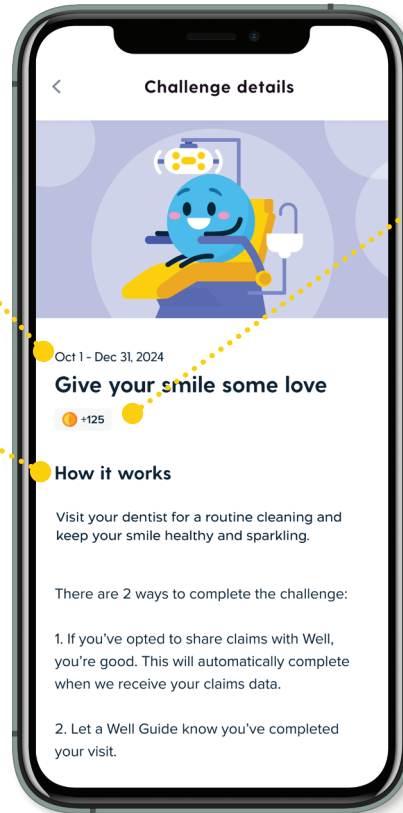 Challenge details
Oct 1 - Dec 31, 2024
Give your smile some love
+125
How it works
Visit your dentist for a routine cleaning and
keep your smile healthy and sparkling.
There are 2 ways to complete the challenge:
1. If you've opted to share claims with Well,
you're good. This will automatically complete
when we receive your claims data.
2. Let a Well Guide know you've completed
your visit.